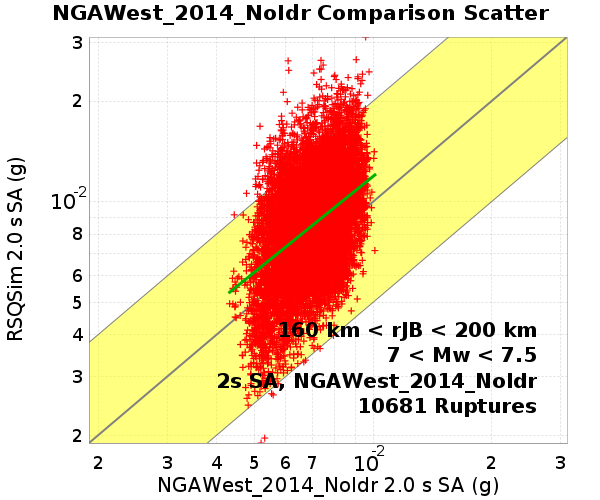 NGAWest_2014_NoIdr Comparison Scatter
3
2
10-2
8
6
5
4
3
2
RSQSim 2.0 s SA (g)
160 km < rJB < 200 km
7 < Mw < 7.5
2s SA, NGAWest_2014_NoIdr
10681 Ruptures
2 3 4 5 6 7 10-2 2 3
NGAWest_2014_NoIdr 2.0 s SA (g)